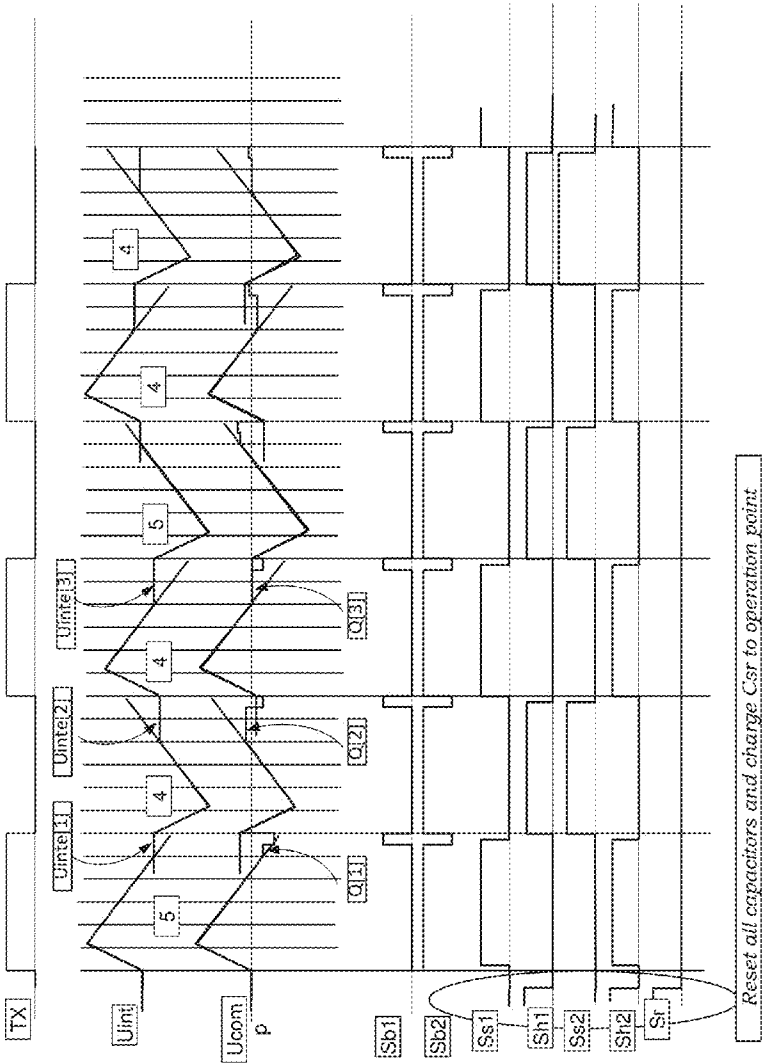 TX
Uint
Ucom
p
Sb1
Sb2
Ss1
Sh1
Ss2
Sh2
Sr
Uinte[1]
Uinte[2]
Uinte[3]
5
4
4
5
4
4
Q[1]
Q[2]
Q[3]
Reset all capacitors and charge Csr to operation point